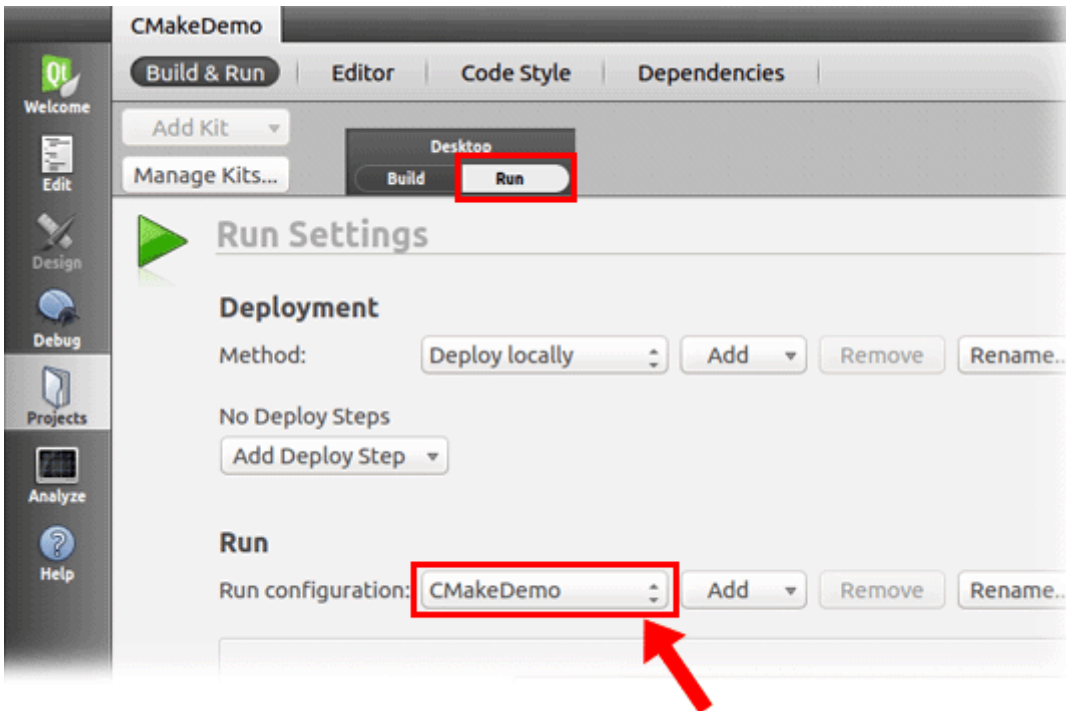 CMakeDemo
Build & Run Editor Code Style Dependencies
Qt
Welcome
Edit
Design
Debug
Projects
Analyze
Help
Add Kit
Manage Kits...
Desktop
Build Run
Run Settings
Deployment
Method: Deploy locally Add Remove Rename..
No Deploy Steps
Add Deploy Step
Run
Run configuration: CMakeDemo Add Remove Rename..